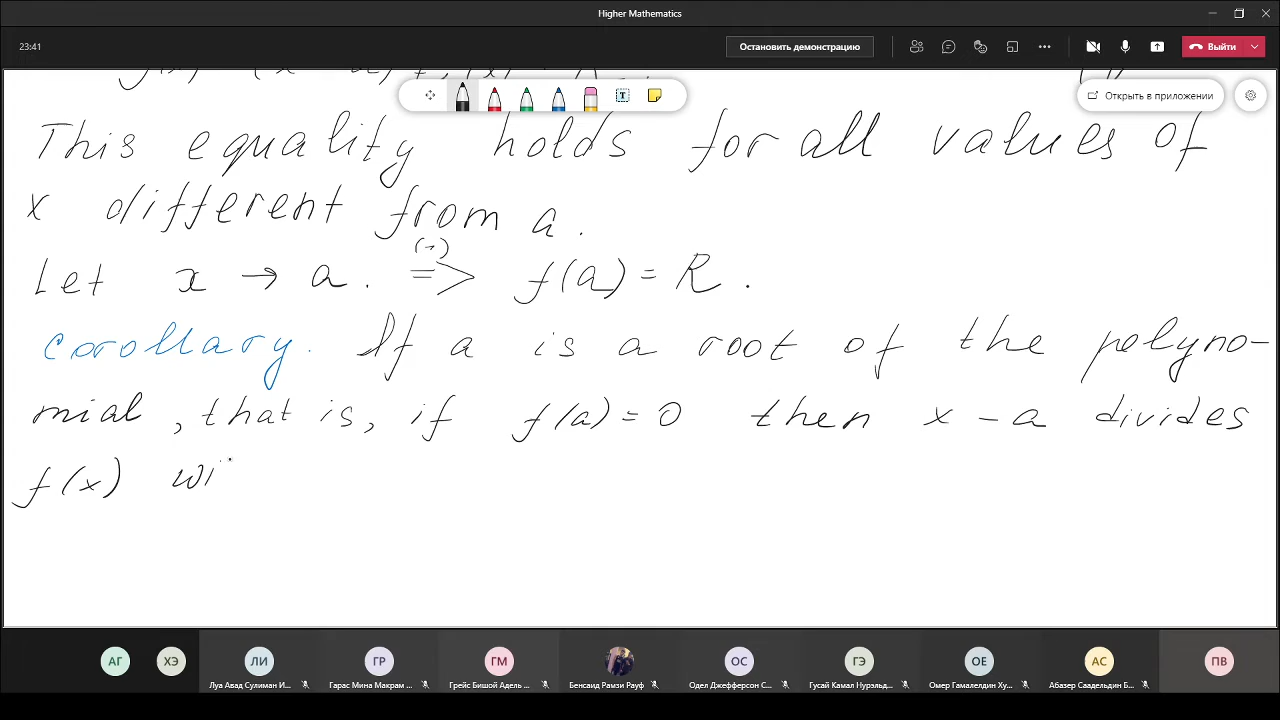 Higher Mathematics
23:41
Остановить демонстрацию
Выйти
Открыть в приложении
This equality holds for all values of
x different from a.
Let x → a. => f(a) = R.
corollary. If a is a root of the polyno-
mial, that is, if f(a) = 0 then x - a divides
f(x) wi
АГ ХЭ ЛИ ГР ГМ ОС ГЭ ОЕ АС ПВ
Луа Авад Сулиман И... Гарас Мина Макрам ... Грейс Бишой Адель ... Бенсаид Рамзи Рауф Одел Джефферсон С... Гусай Камал Нурэльд... Омер Гамалелдин Ху... Абазер Саадельдин Б...